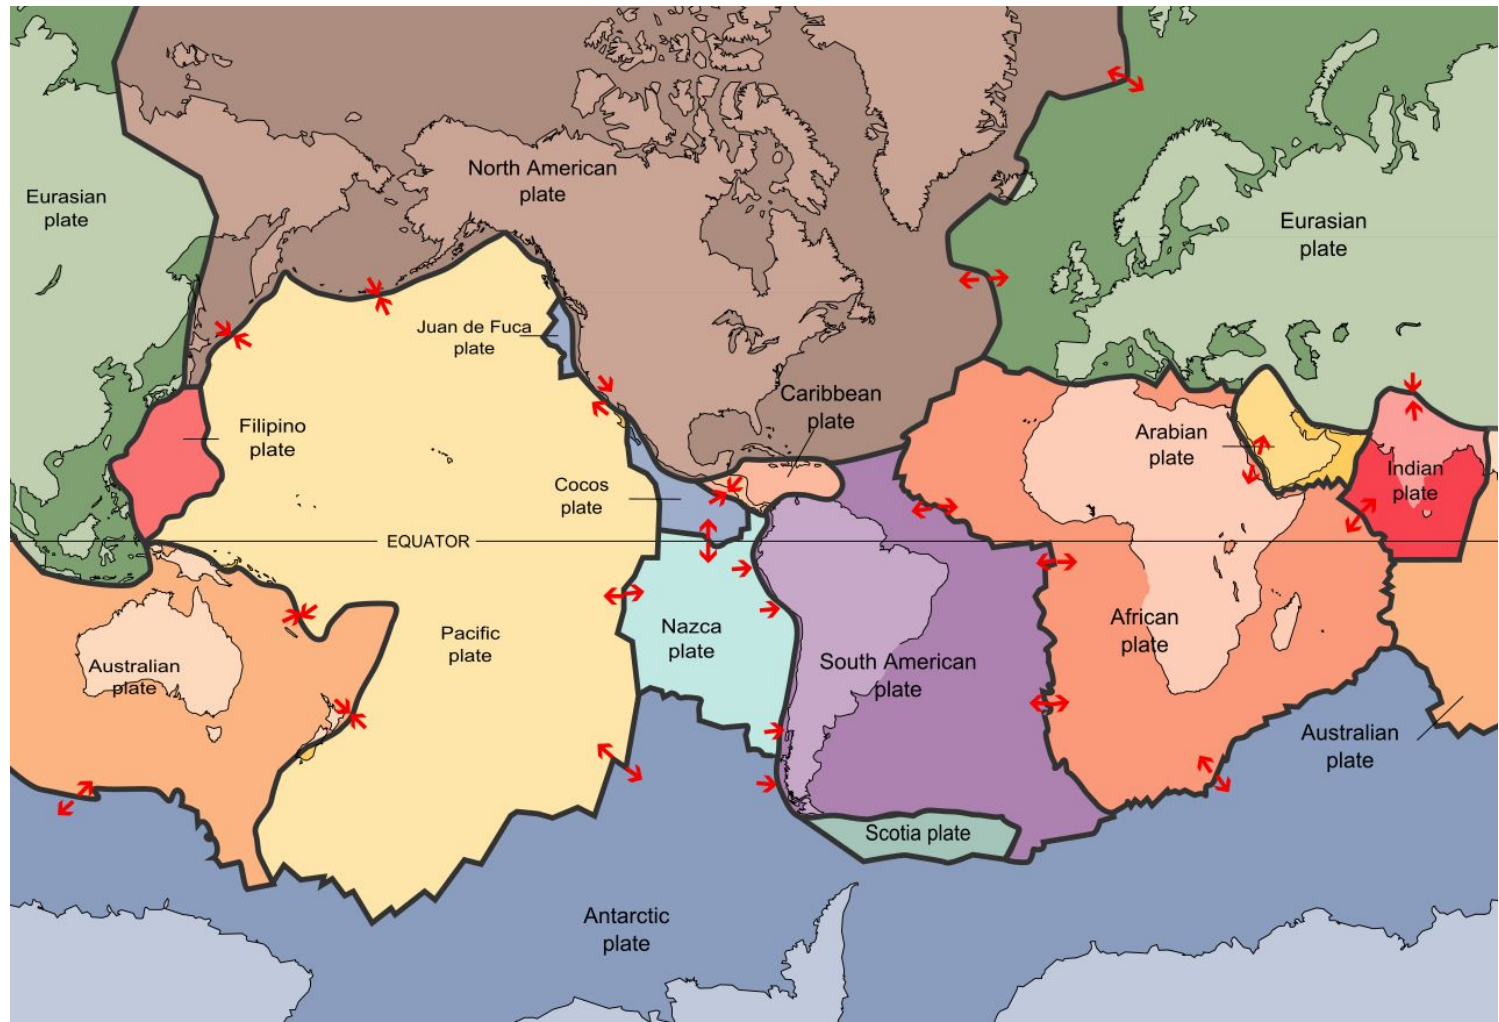 North American
plate
Eurasian
plate
Eurasian
plate
Juan de Fuca
plate
Caribbean
plate
Filipino
plate
Arabian
plate
Cocos
plate
Indian
plate
EQUATOR
Pacific
plate
Nazca
plate
African
plate
South American
plate
Australian
plate
Australian
plate
Scotia plate
Antarctic
plate